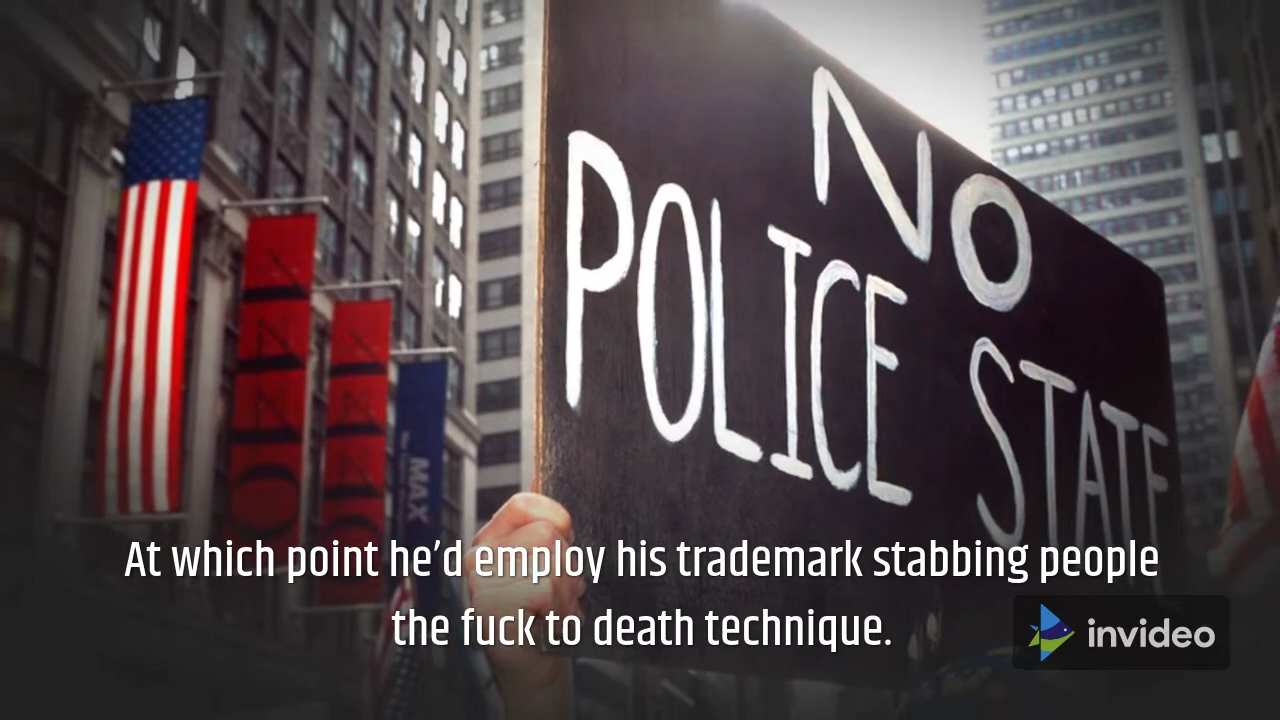 NO
POLICE STATE
MAX
At which point he’d employ his trademark stabbing people
the fuck to death technique.
invideo